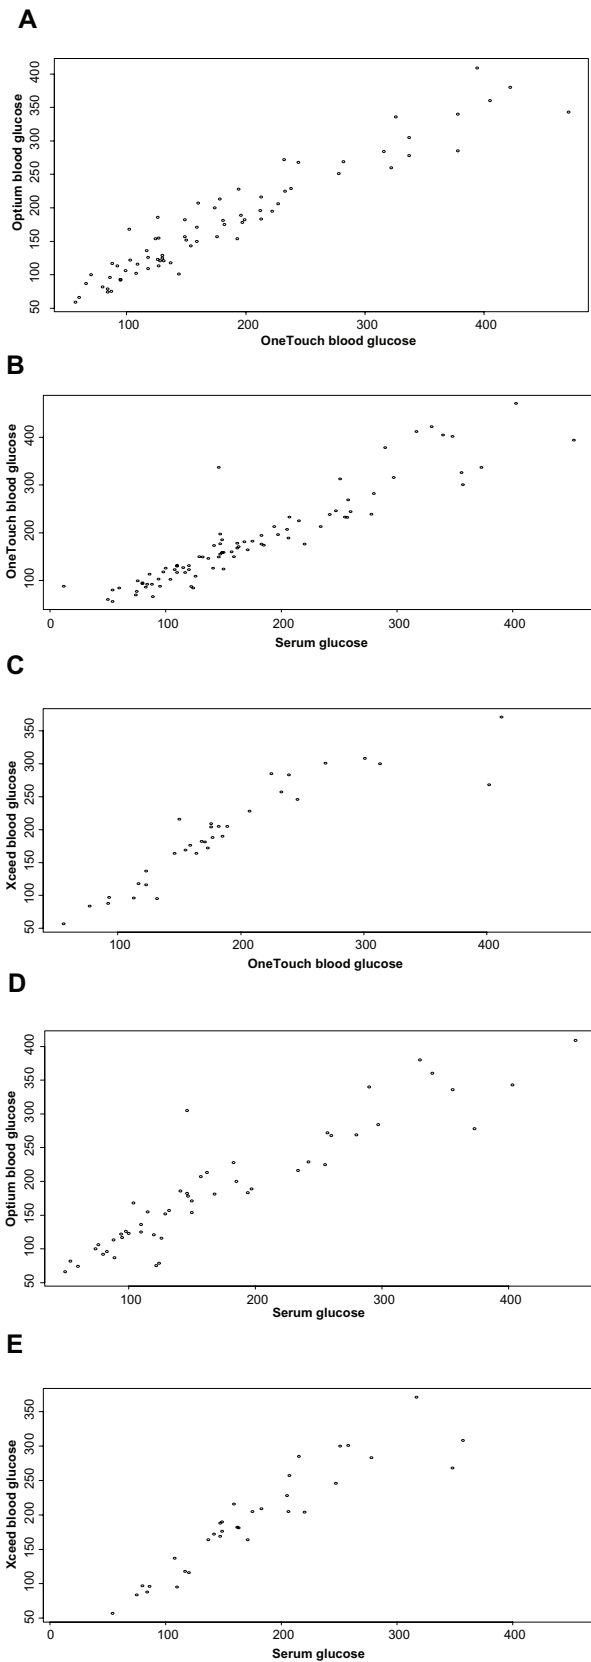 A
Optium blood glucose
400
350
300
250
200
150
100
50
100 200 300 400
OneTouch blood glucose
B
OneTouch blood glucose
400
300
200
100
0 100 200 300 400
Serum glucose
C
Xceed blood glucose
350
300
250
200
150
100
50
100 200 300 400
OneTouch blood glucose
D
Optium blood glucose
400
350
300
250
200
150
100
50
100 200 300 400
Serum glucose
E
Xceed blood glucose
350
300
250
200
150
100
50
0 100 200 300 400
Serum glucose